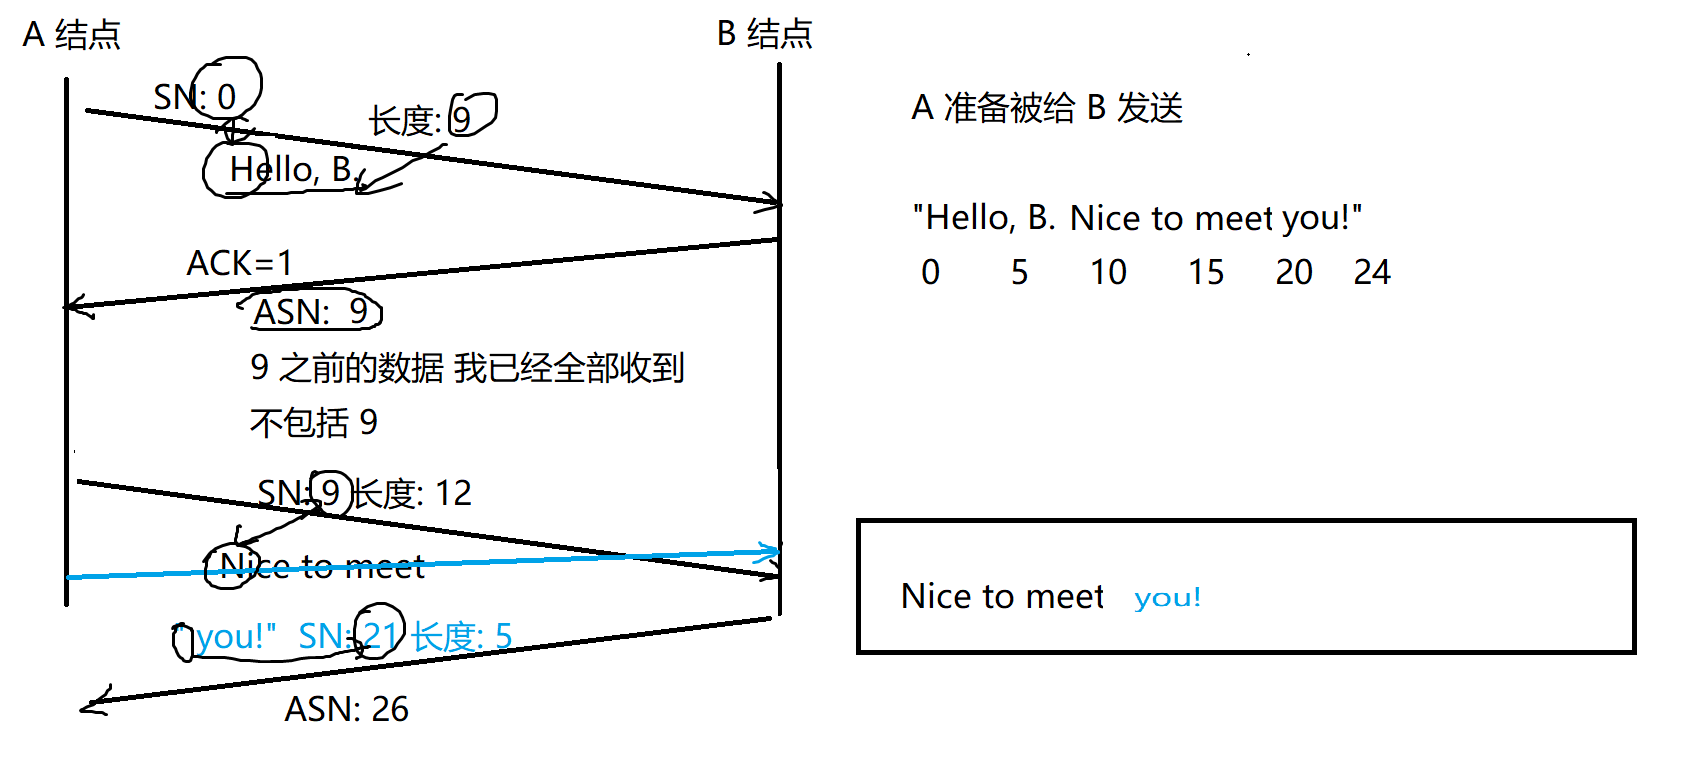 A 结点
B 结点
SN: 0
长度: 9
Hello, B.
ACK=1
ASN: 9
9 之前的数据 我已经全部收到
不包括 9
SN: 9 长度: 12
Nice to meet
" you!" SN: 21 长度: 5
ASN: 26
A 准备被给 B 发送
"Hello, B. Nice to meet you!"
0 5 10 15 20 24
Nice to meet you!